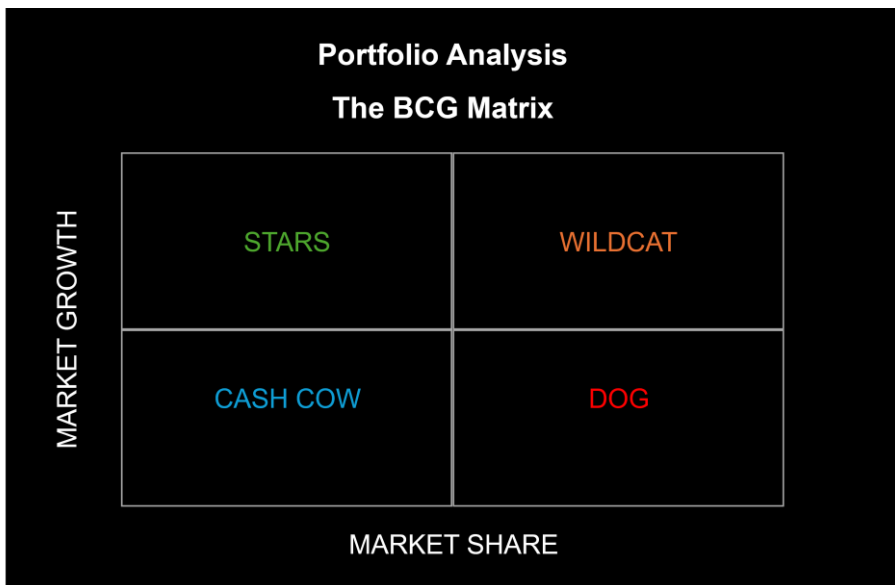 Portfolio Analysis
The BCG Matrix
MARKET GROWTH
STARS
WILDCAT
CASH COW
DOG
MARKET SHARE